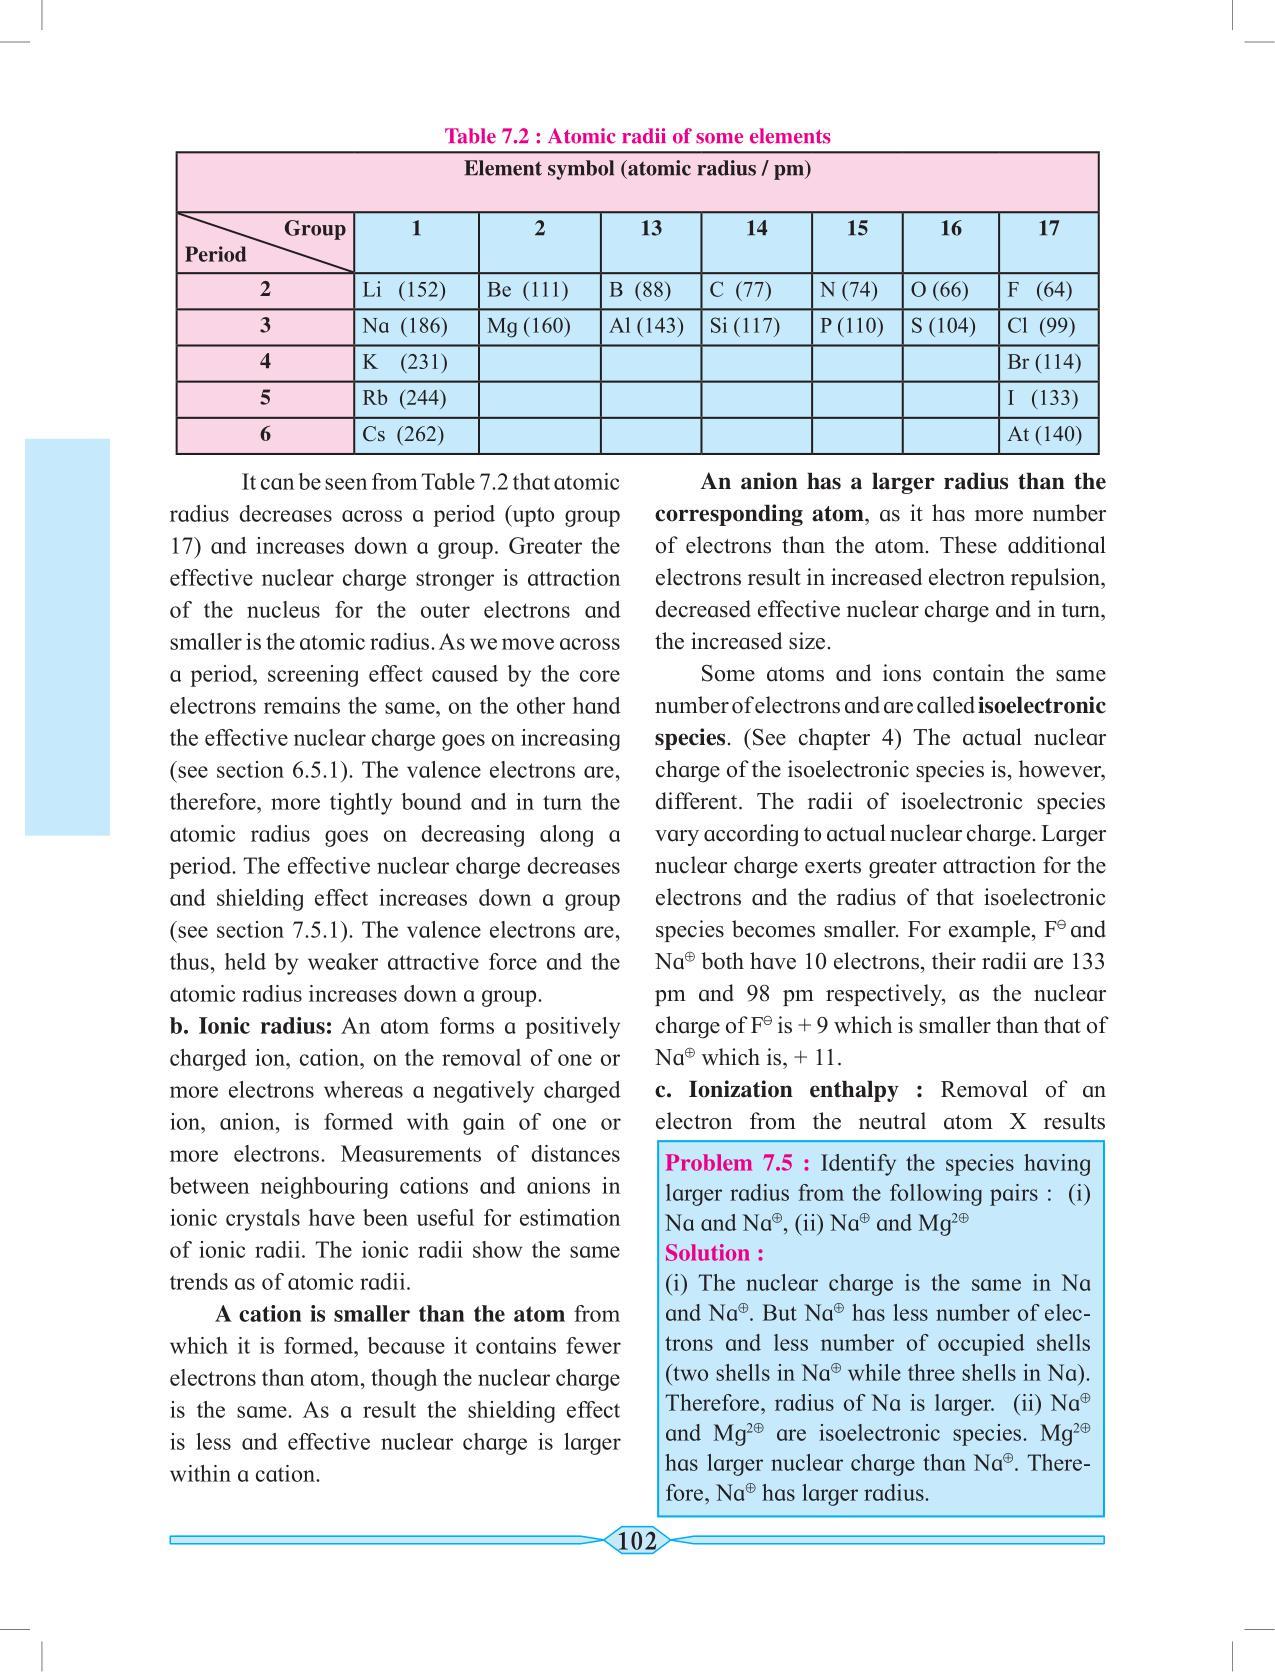 Table 7.2 : Atomic radii of some elements
Element symbol (atomic radius / pm)
Group 1 2 13 14 15 16 17
Period
2 Li (152) Be (111) B (88) C (77) N (74) O (66) F (64)
3 Na (186) Mg (160) Al (143) Si (117) P (110) S (104) Cl (99)
4 K (231) Br (114)
5 Rb (244) I (133)
6 Cs (262) At (140)
It can be seen from Table 7.2 that atomic
radius decreases across a period (upto group
17) and increases down a group. Greater the
effective nuclear charge stronger is attraction
of the nucleus for the outer electrons and
smaller is the atomic radius. As we move across
a period, screening effect caused by the core
electrons remains the same, on the other hand
the effective nuclear charge goes on increasing
(see section 6.5.1). The valence electrons are,
therefore, more tightly bound and in turn the
atomic radius goes on decreasing along a
period. The effective nuclear charge decreases
and shielding effect increases down a group
(see section 7.5.1). The valence electrons are,
thus, held by weaker attractive force and the
atomic radius increases down a group.
b. Ionic radius: An atom forms a positively
charged ion, cation, on the removal of one or
more electrons whereas a negatively charged
ion, anion, is formed with gain of one or
more electrons. Measurements of distances
between neighbouring cations and anions in
ionic crystals have been useful for estimation
of ionic radii. The ionic radii show the same
trends as of atomic radii.
A cation is smaller than the atom from
which it is formed, because it contains fewer
electrons than atom, though the nuclear charge
is the same. As a result the shielding effect
is less and effective nuclear charge is larger
within a cation.
An anion has a larger radius than the
corresponding atom, as it has more number
of electrons than the atom. These additional
electrons result in increased electron repulsion,
decreased effective nuclear charge and in turn,
the increased size.
Some atoms and ions contain the same
number of electrons and are called isoelectronic
species. (See chapter 4) The actual nuclear
charge of the isoelectronic species is, however,
different. The radii of isoelectronic species
vary according to actual nuclear charge. Larger
nuclear charge exerts greater attraction for the
electrons and the radius of that isoelectronic
species becomes smaller. For example, F⊖ and
Na⊕ both have 10 electrons, their radii are 133
pm and 98 pm respectively, as the nuclear
charge of F⊖ is + 9 which is smaller than that of
Na⊕ which is, + 11.
c. Ionization enthalpy : Removal of an
electron from the neutral atom X results
Problem 7.5 : Identify the species having
larger radius from the following pairs : (i)
Na and Na⊕, (ii) Na⊕ and Mg²⊕
Solution :
(i) The nuclear charge is the same in Na
and Na⊕. But Na⊕ has less number of elec-
trons and less number of occupied shells
(two shells in Na⊕ while three shells in Na).
Therefore, radius of Na is larger. (ii) Na⊕
and Mg²⊕ are isoelectronic species. Mg²⊕
has larger nuclear charge than Na⊕. There-
fore, Na⊕ has larger radius.
102